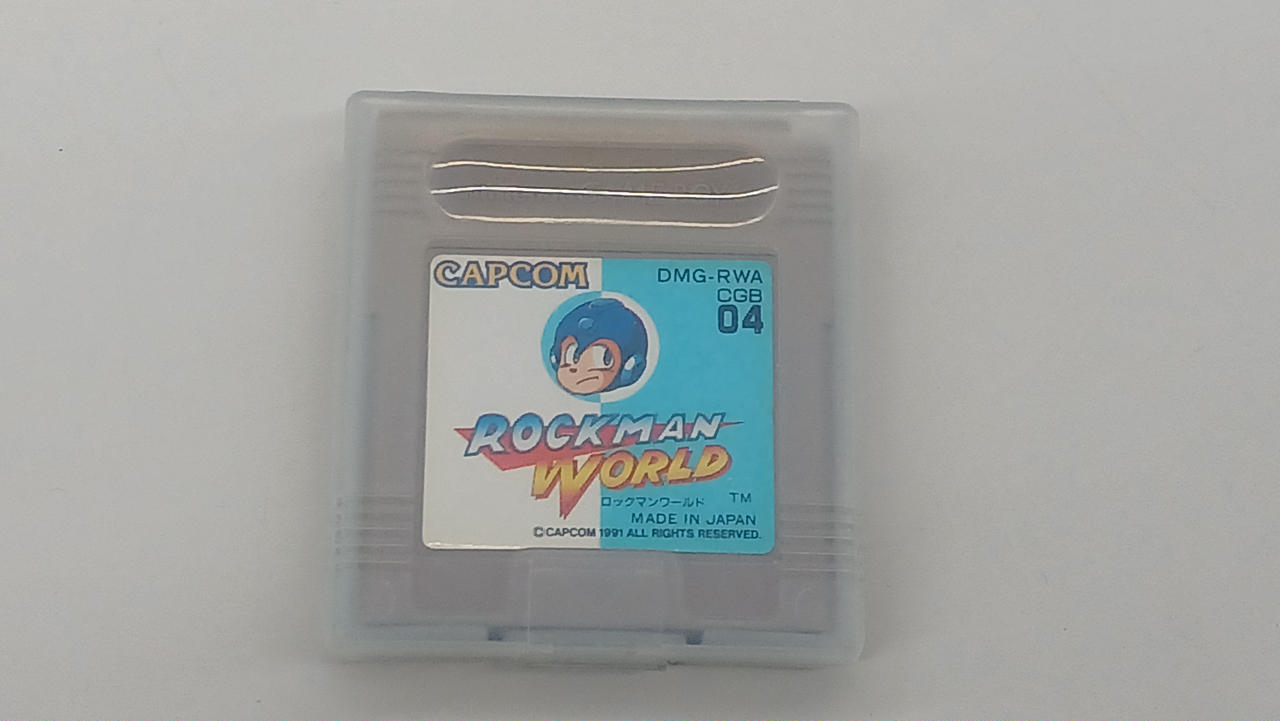 CAPCOM
DMG-RWA
CGB
04
ROCKMAN
WORLD
ロックマンワールド TM
MADE IN JAPAN
©CAPCOM 1991 ALL RIGHTS RESERVED.